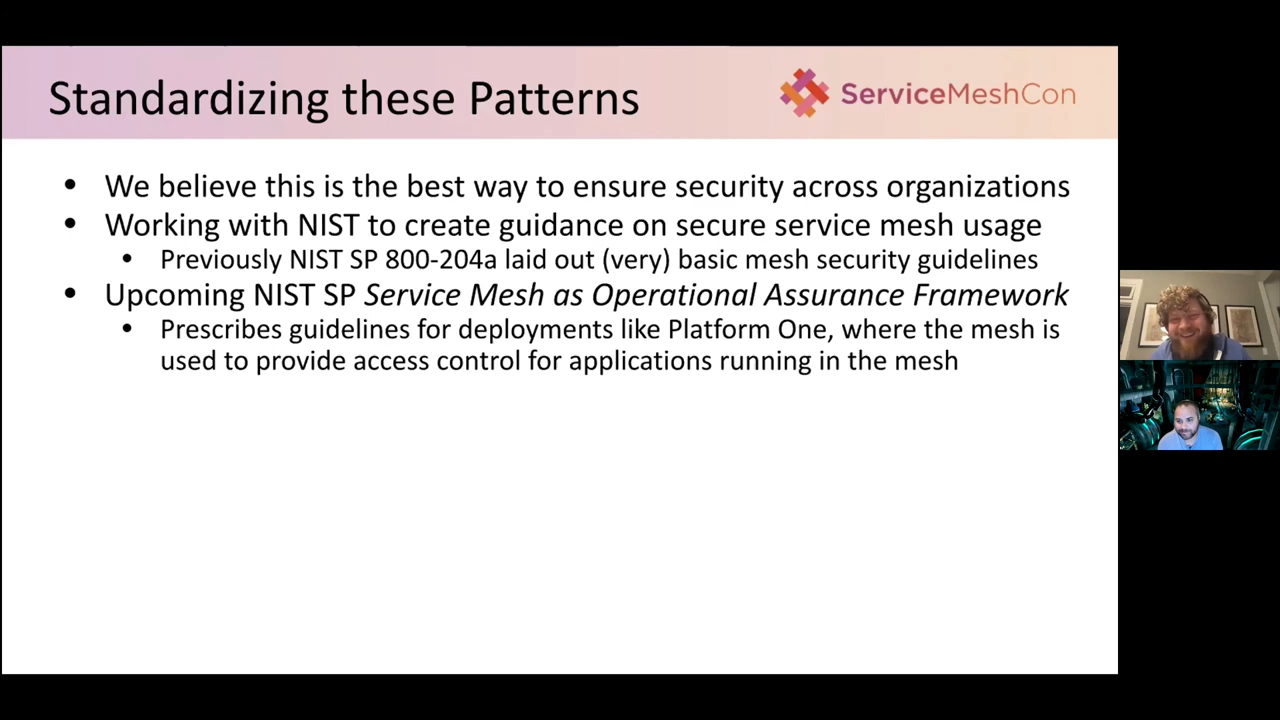 Standardizing these Patterns
ServiceMeshCon
• We believe this is the best way to ensure security across organizations
• Working with NIST to create guidance on secure service mesh usage
• Previously NIST SP 800-204a laid out (very) basic mesh security guidelines
• Upcoming NIST SP Service Mesh as Operational Assurance Framework
• Prescribes guidelines for deployments like Platform One, where the mesh is
used to provide access control for applications running in the mesh